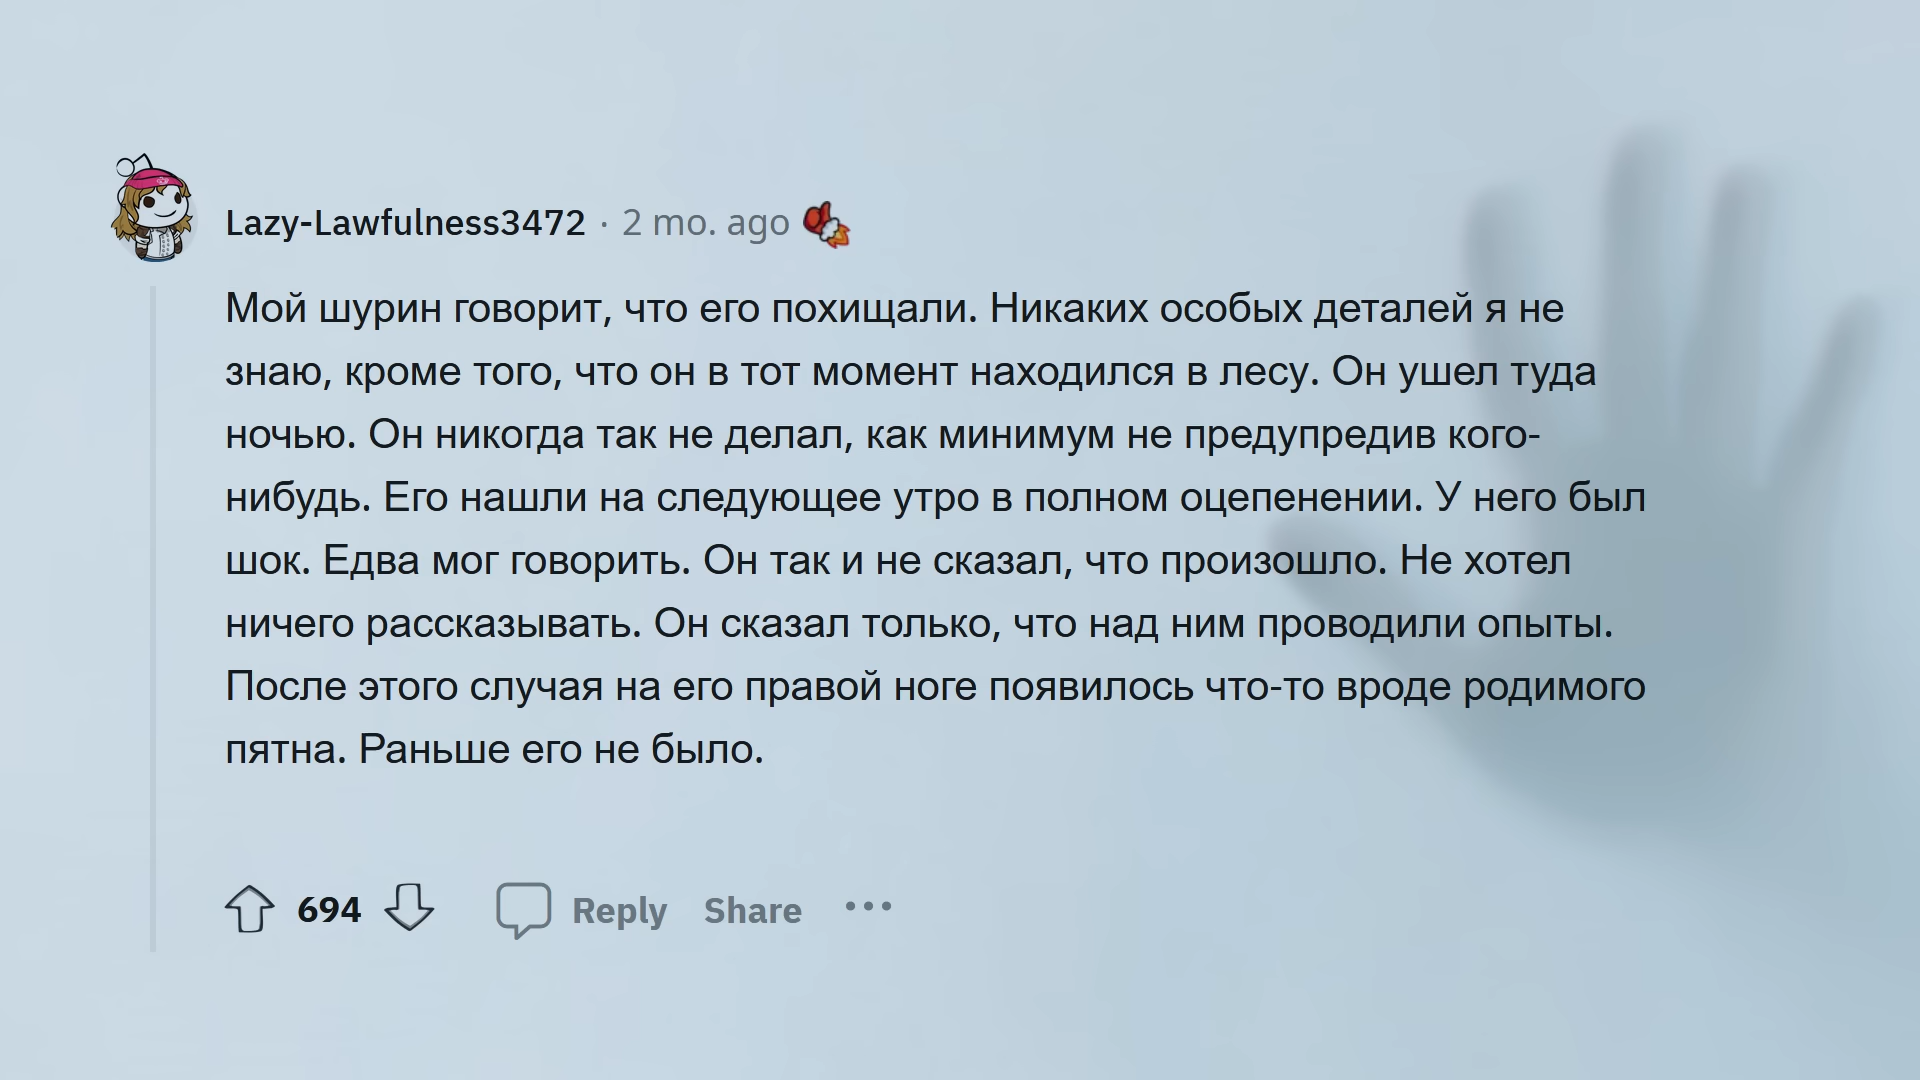 Lazy-Lawfulness3472 · 2 mo. ago
Мой шурин говорит, что его похищали. Никаких особых деталей я не
знаю, кроме того, что он в тот момент находился в лесу. Он ушел туда
ночью. Он никогда так не делал, как минимум не предупредив кого-
нибудь. Его нашли на следующее утро в полном оцепенении. У него был
шок. Едва мог говорить. Он так и не сказал, что произошло. Не хотел
ничего рассказывать. Он сказал только, что над ним проводили опыты.
После этого случая на его правой ноге появилось что-то вроде родимого
пятна. Раньше его не было.
694 Reply Share ···